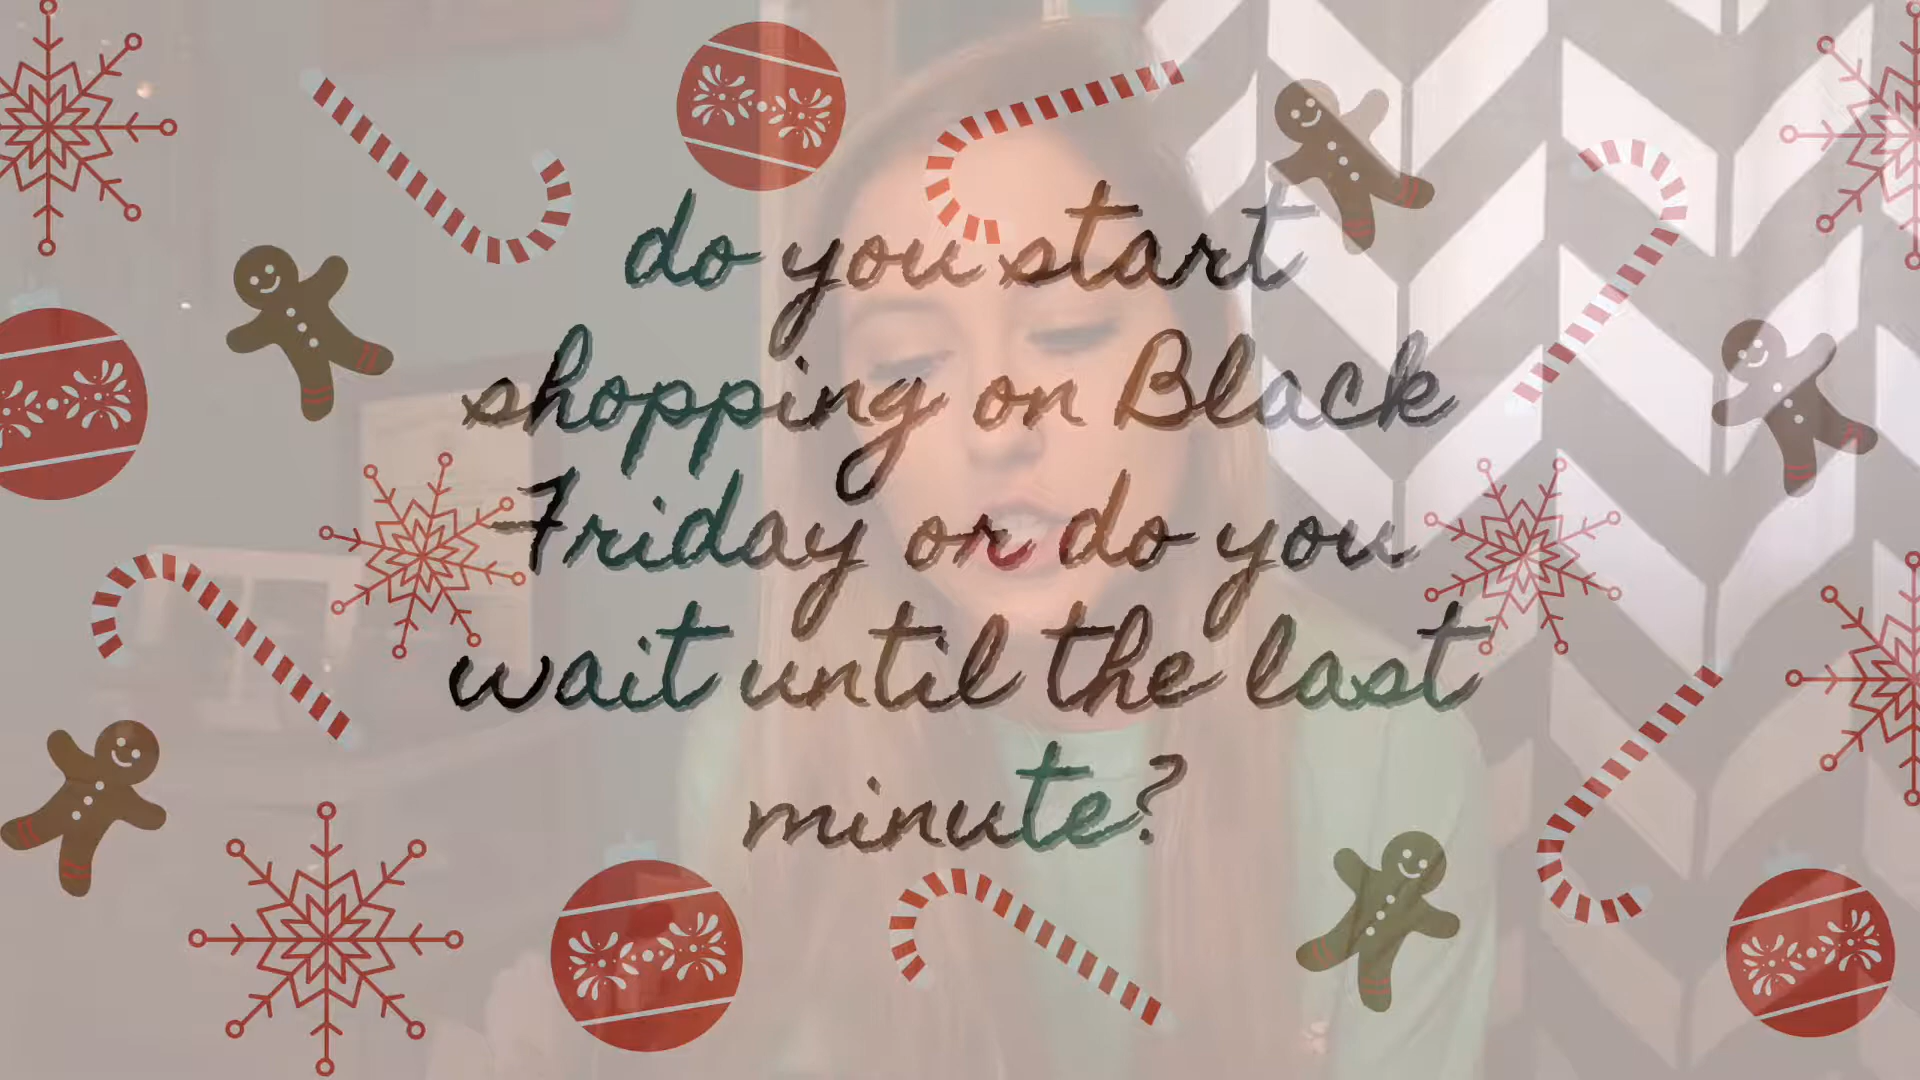 do you start
shopping on Black
Friday or do you
wait until the last
minute?